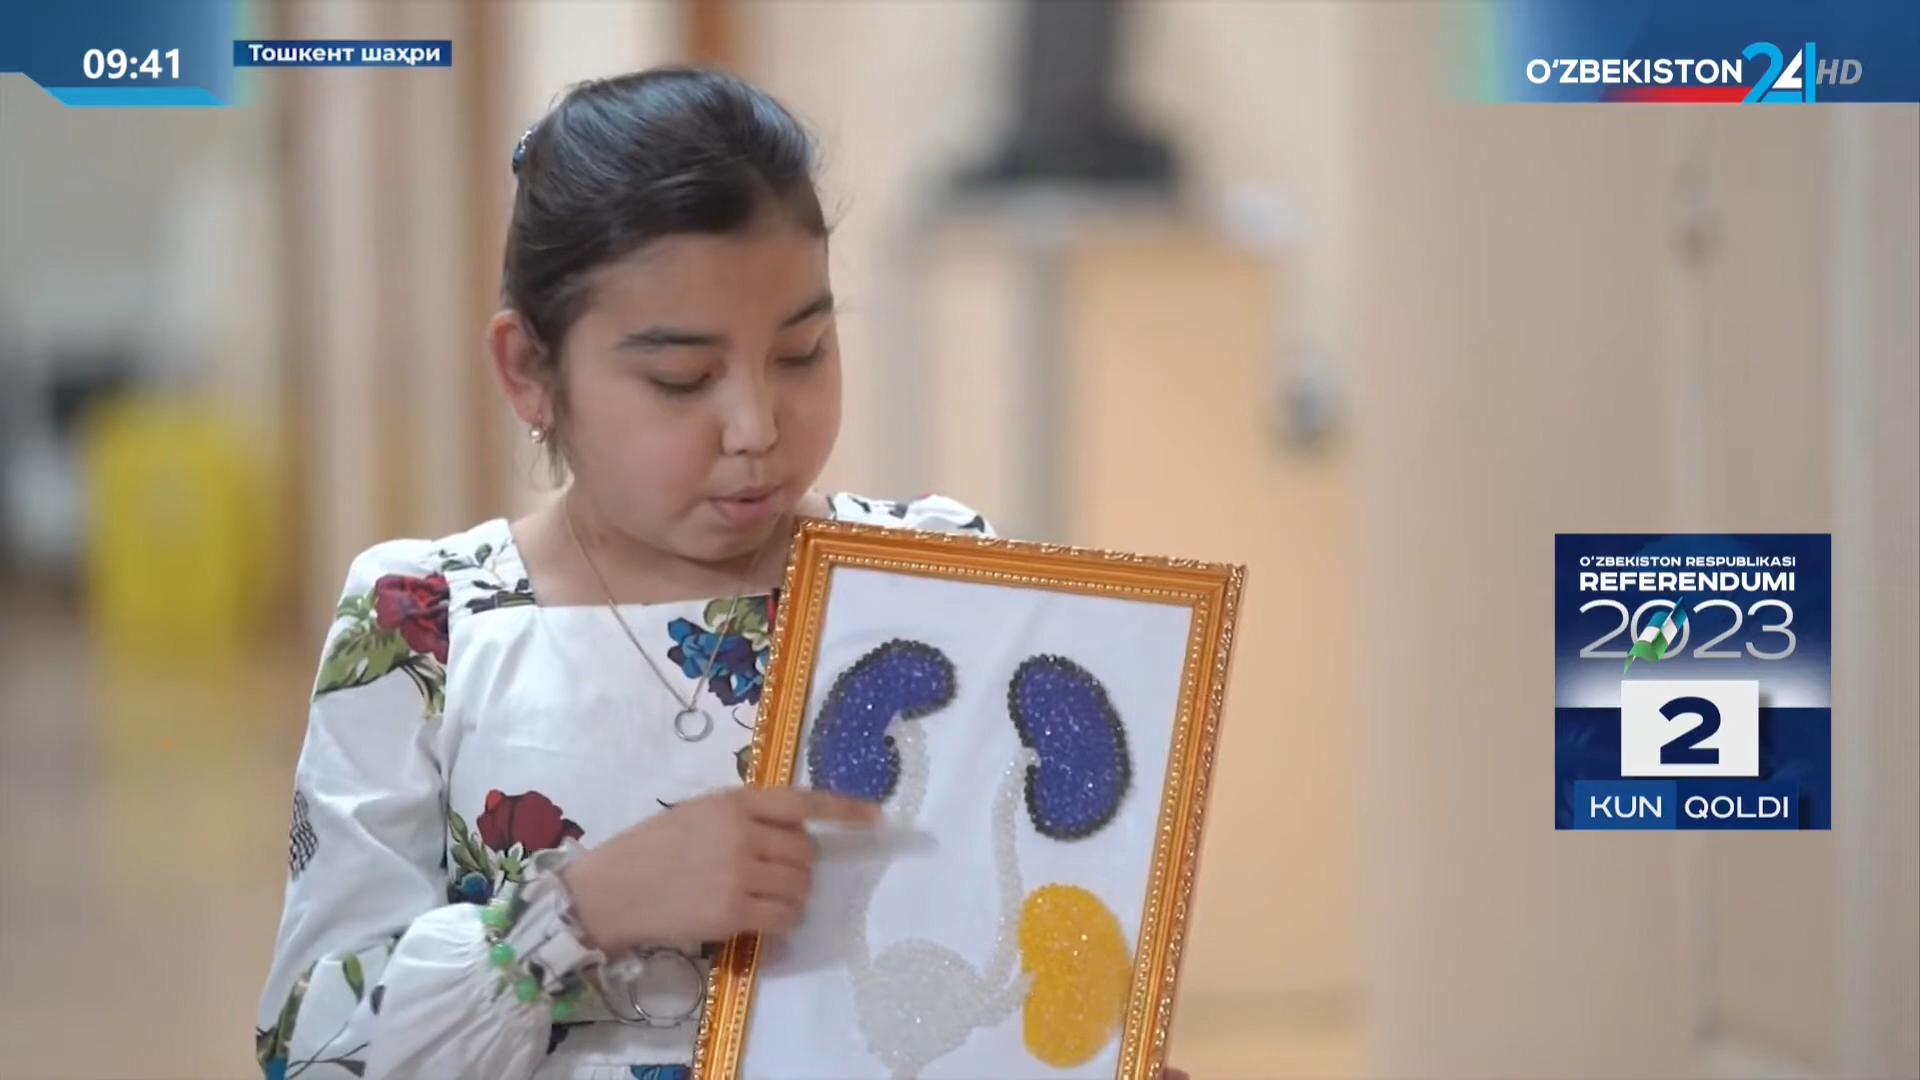 09:41
Тошкент шаҳри
O‘ZBEKISTON 24 HD
O‘ZBEKISTON RESPUBLIKASI
REFERENDUMI
2023
2
KUN QOLDI